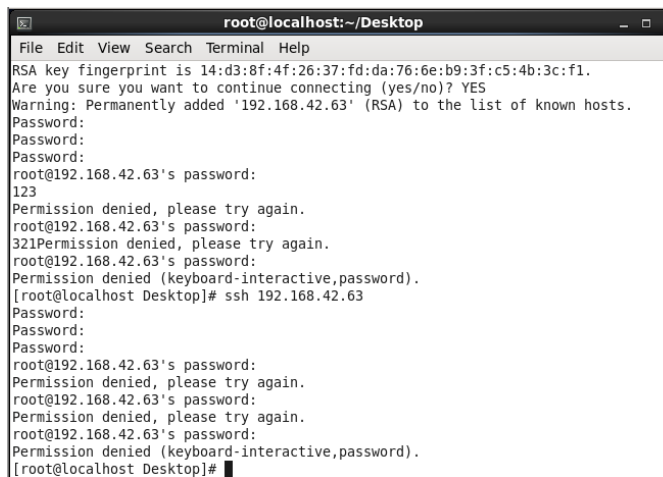 root@localhost:~/Desktop
File Edit View Search Terminal Help
RSA key fingerprint is 14:d3:8f:4f:26:37:fd:da:76:6e:b9:3f:c5:4b:3c:f1.
Are you sure you want to continue connecting (yes/no)? YES
Warning: Permanently added '192.168.42.63' (RSA) to the list of known hosts.
Password:
Password:
Password:
root@192.168.42.63's password:
123
Permission denied, please try again.
root@192.168.42.63's password:
321Permission denied, please try again.
root@192.168.42.63's password:
Permission denied (keyboard-interactive,password).
[root@localhost Desktop]# ssh 192.168.42.63
Password:
Password:
Password:
root@192.168.42.63's password:
Permission denied, please try again.
root@192.168.42.63's password:
Permission denied, please try again.
root@192.168.42.63's password:
Permission denied (keyboard-interactive,password).
[root@localhost Desktop]#